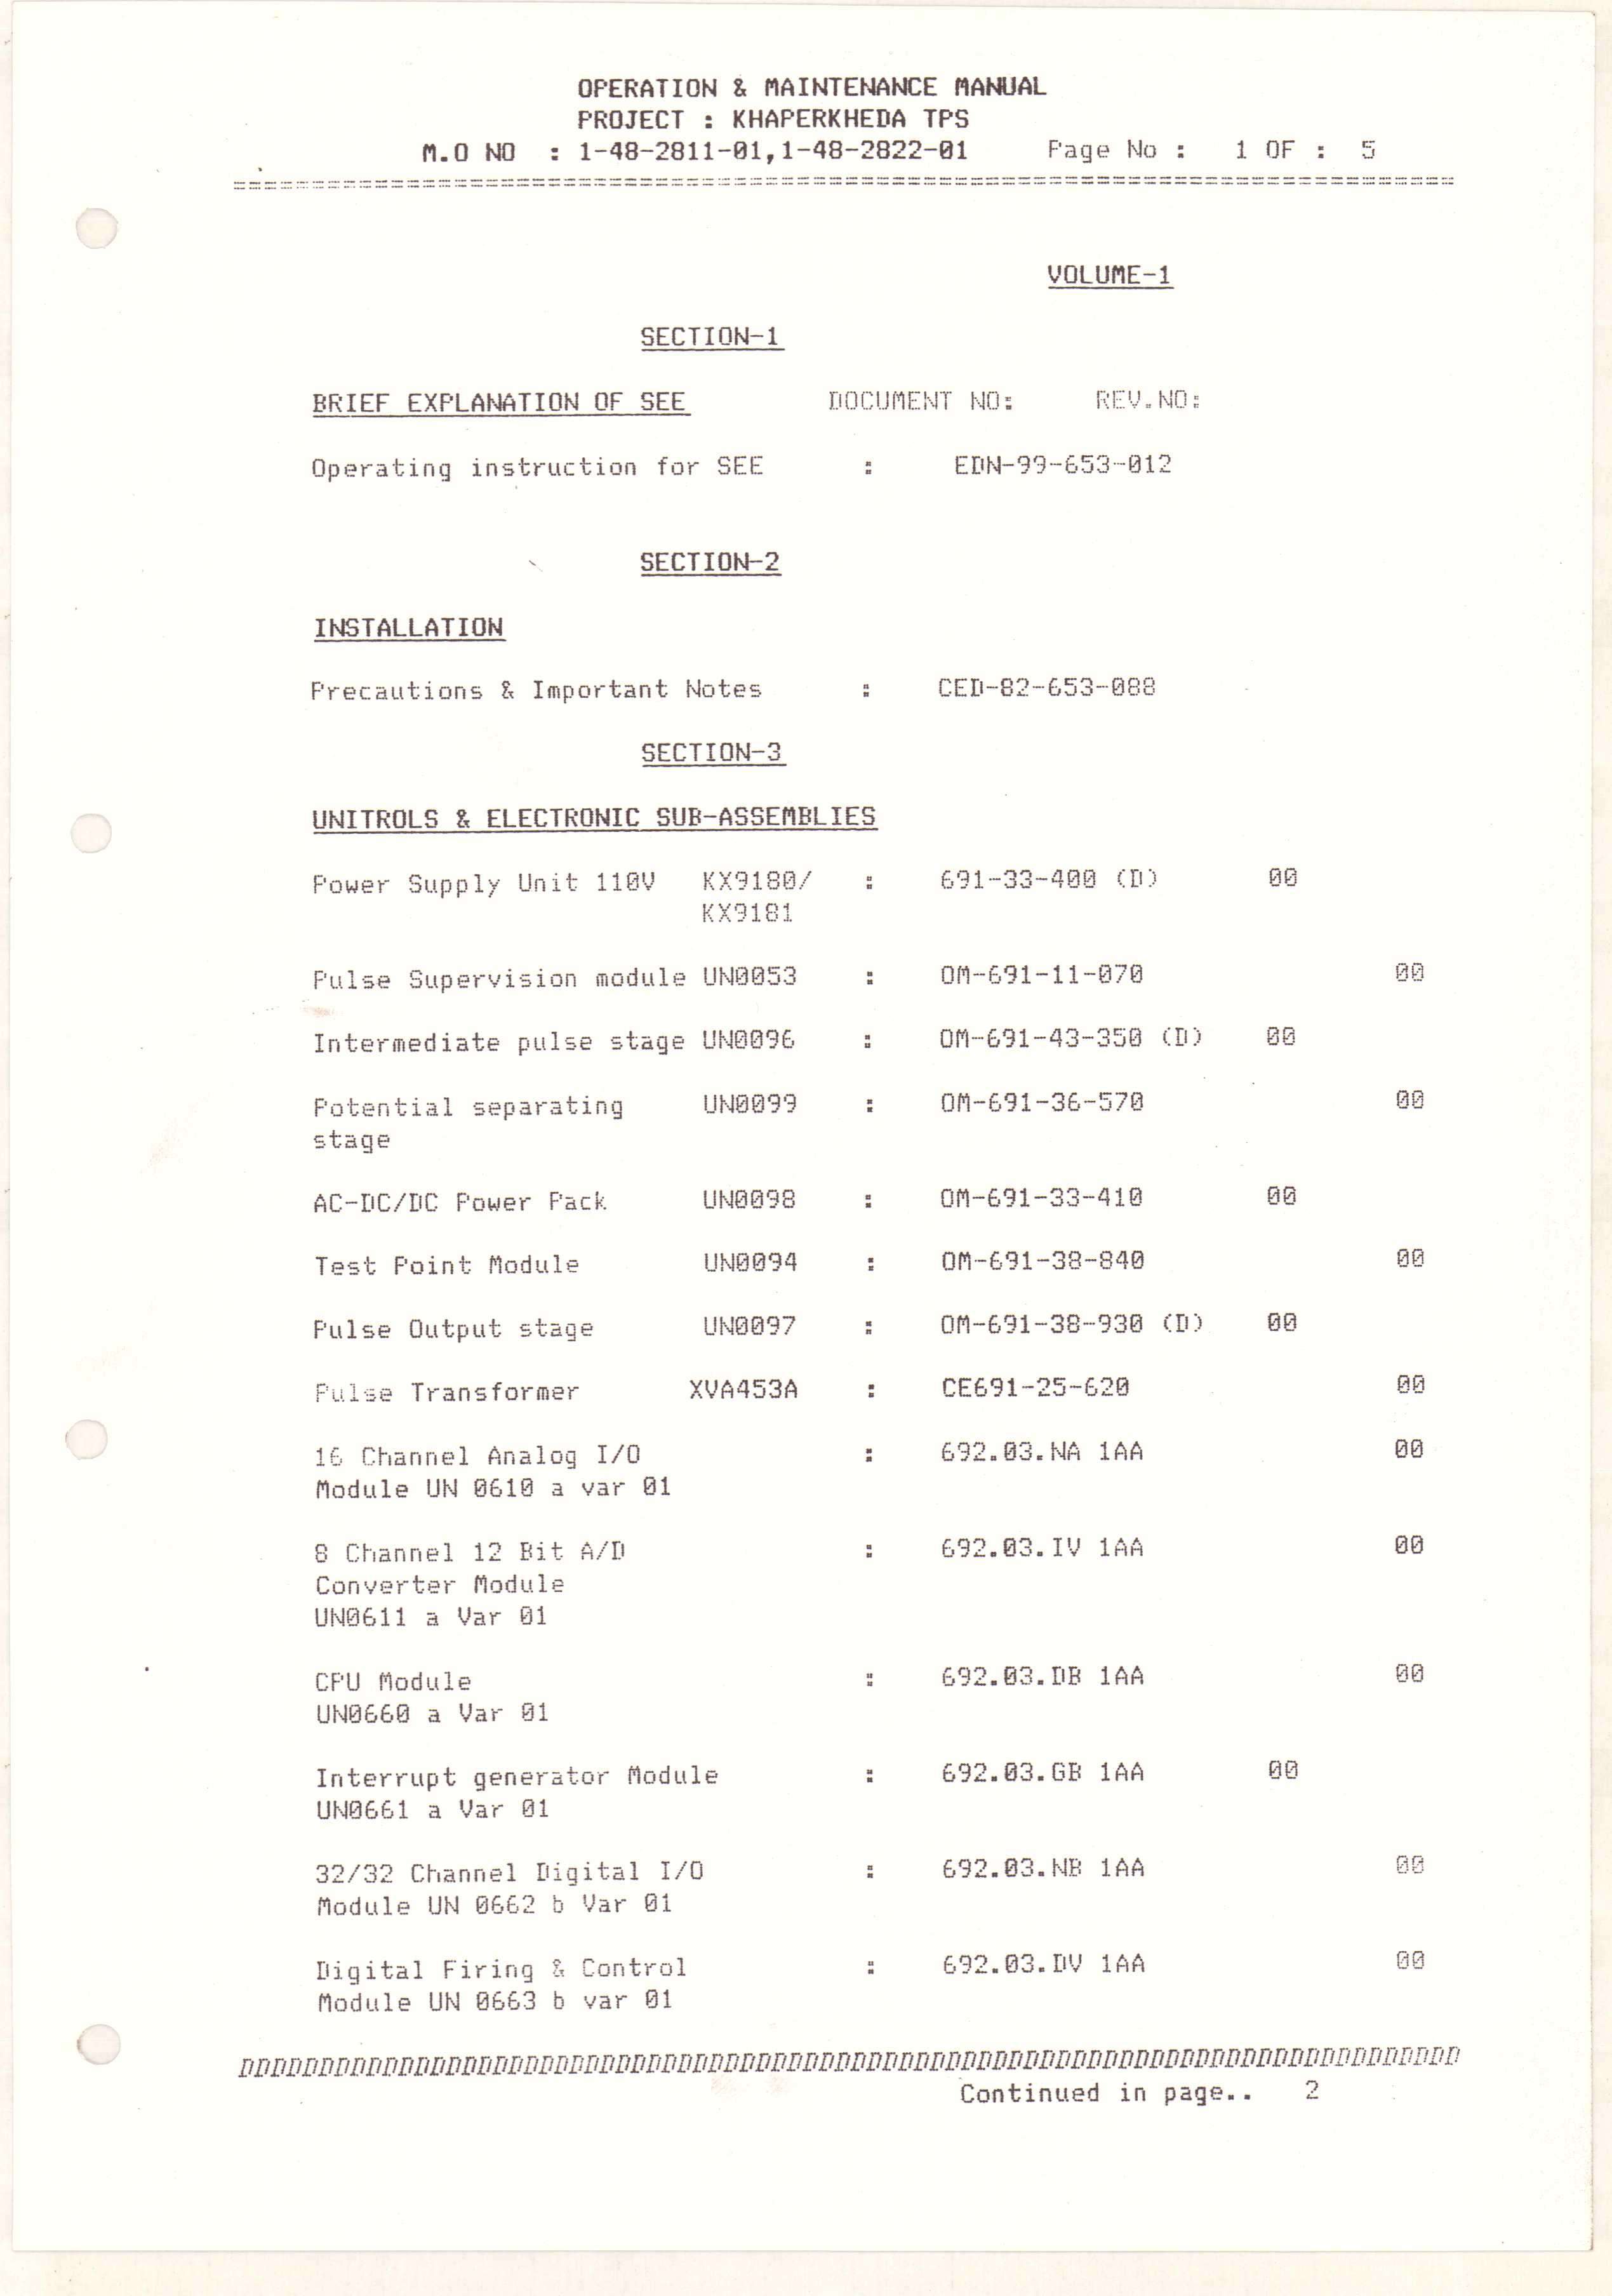 OPERATION & MAINTENANCE MANUAL
PROJECT : KHAPERKHEDA TPS
M.O NO : 1-48-2811-01,1-48-2822-01 Page No : 1 OF : 5
==============================================================================
VOLUME-1
SECTION-1
BRIEF EXPLANATION OF SEE DOCUMENT NO: REV.NO:
Operating instruction for SEE : EDN-99-653-012
SECTION-2
INSTALLATION
Precautions & Important Notes : CED-82-653-088
SECTION-3
UNITROLS & ELECTRONIC SUB-ASSEMBLIES
Power Supply Unit 110V KX9180/ : 691-33-400 (D) 00
KX9181
Pulse Supervision module UN0053 : OM-691-11-070 00
Intermediate pulse stage UN0096 : OM-691-43-350 (D) 00
Potential separating UN0099 : OM-691-36-570 00
stage
AC-DC/DC Power Pack UN0098 : OM-691-33-410 00
Test Point Module UN0094 : OM-691-38-840 00
Pulse Output stage UN0097 : OM-691-38-930 (D) 00
Pulse Transformer XVA453A : CE691-25-620 00
16 Channel Analog I/O : 692.03.NA 1AA 00
Module UN 0610 a var 01
8 Channel 12 Bit A/D : 692.03.IV 1AA 00
Converter Module
UN0611 a Var 01
CPU Module : 692.03.DB 1AA 00
UN0660 a Var 01
Interrupt generator Module : 692.03.GB 1AA 00
UN0661 a Var 01
32/32 Channel Digital I/O : 692.03.NB 1AA 00
Module UN 0662 b Var 01
Digital Firing & Control : 692.03.DV 1AA 00
Module UN 0663 b var 01
DDDDDDDDDDDDDDDDDDDDDDDDDDDDDDDDDDDDDDDDDDDDDDDDDDDDDDDDDDDDDDDDDDDDDDDDDDDDDD
Continued in page.. 2